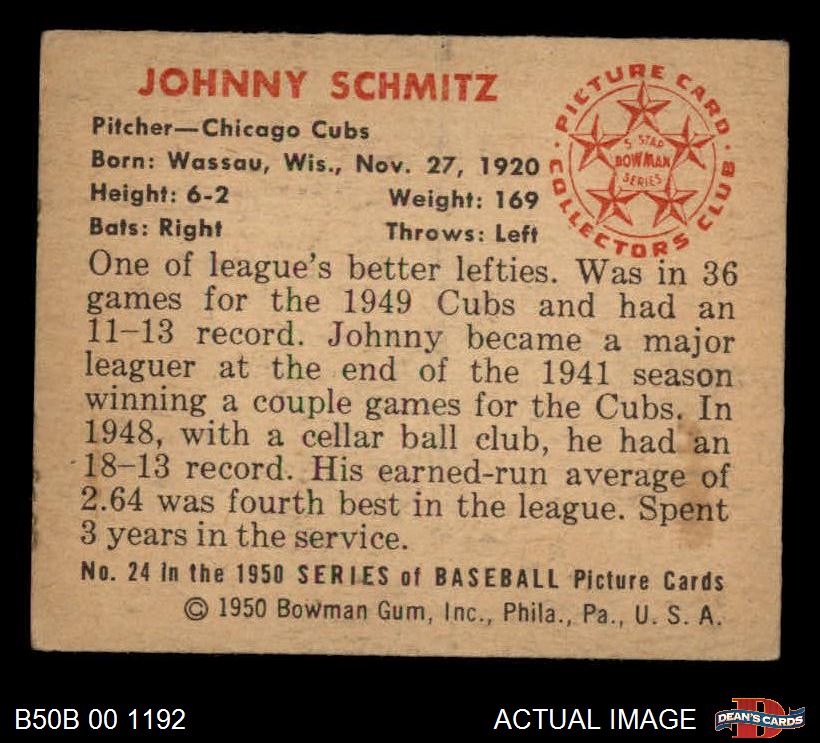 JOHNNY SCHMITZ
Pitcher—Chicago Cubs
Born: Wassau, Wis., Nov. 27, 1920
Height: 6-2 Weight: 169
Bats: Right Throws: Left
PICTURE CARD
COLLECTORS CLUB
5 STAR
BOWMAN
SERIES
One of league's better lefties. Was in 36
games for the 1949 Cubs and had an
11–13 record. Johnny became a major
leaguer at the end of the 1941 season
winning a couple games for the Cubs. In
1948, with a cellar ball club, he had an
18–13 record. His earned-run average of
2.64 was fourth best in the league. Spent
3 years in the service.
No. 24 in the 1950 SERIES of BASEBALL Picture Cards
© 1950 Bowman Gum, Inc., Phila., Pa., U. S. A.
B50B 00 1192 ACTUAL IMAGE DEAN'S CARDS